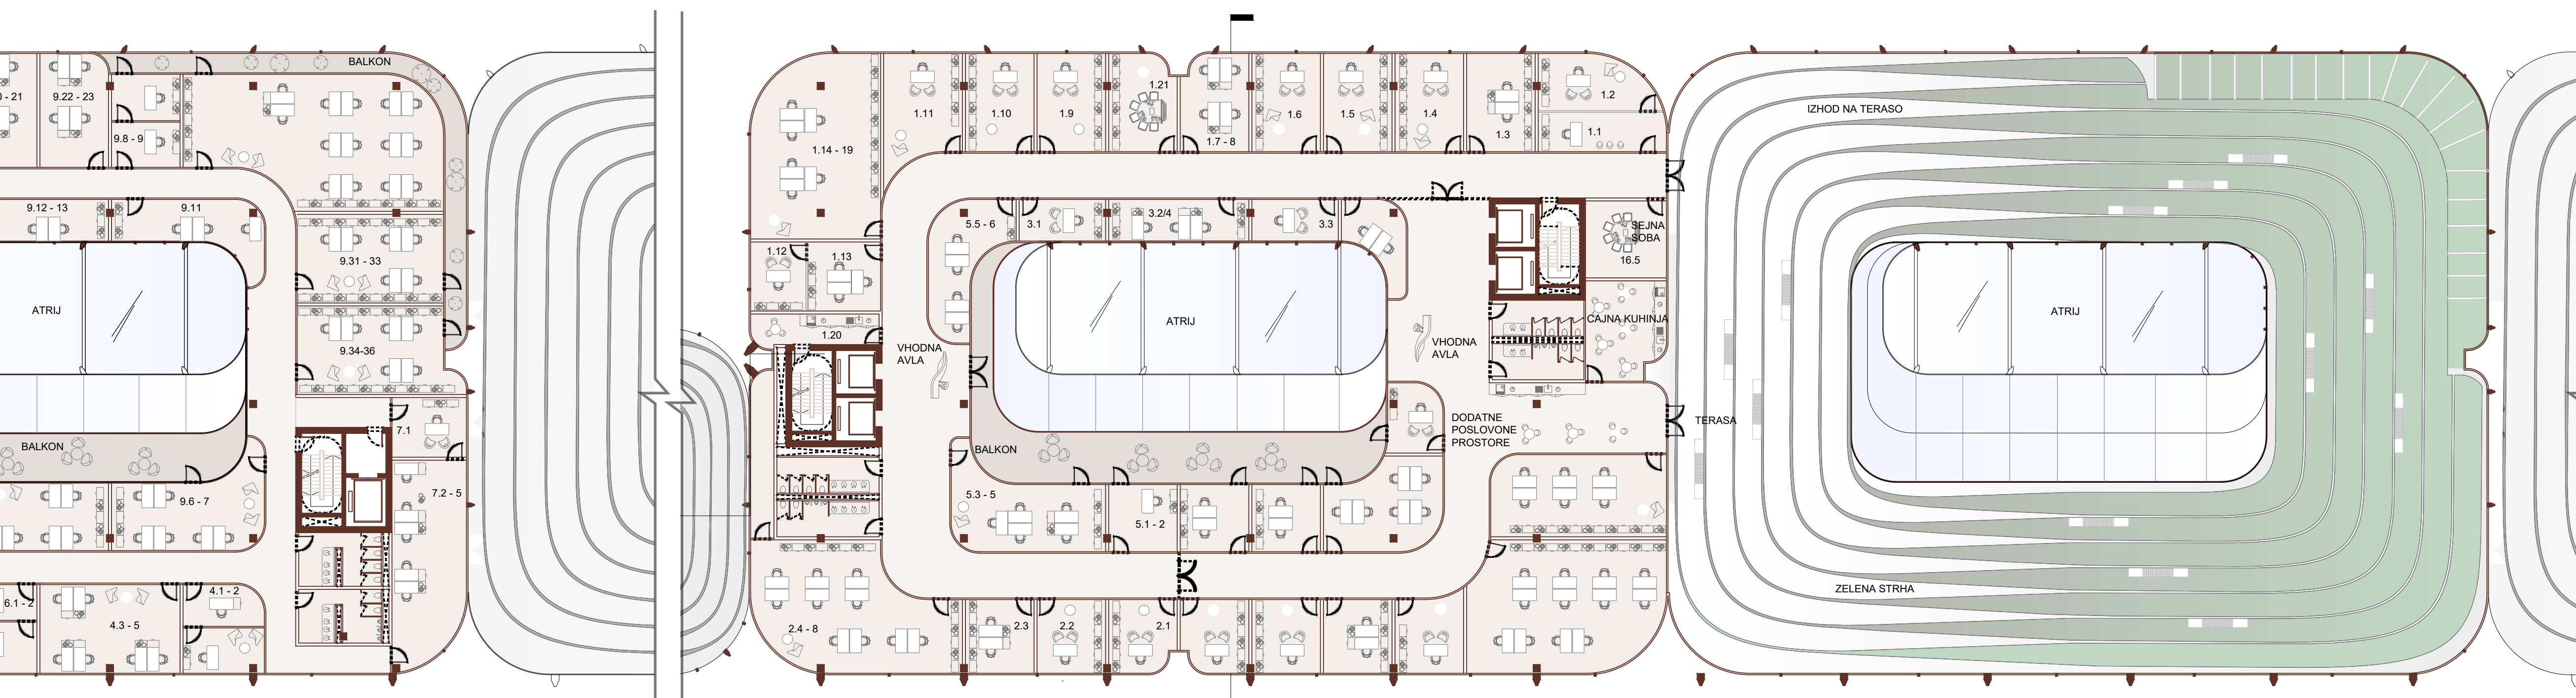 BALKON
0 - 21
9.22 - 23
9.8 - 9
9.12 - 13
9.11
9.31 - 33
ATRIJ
9.34-36
BALKON
7.1
7.2 - 5
9.6 - 7
6.1 - 2
4.1 - 2
4.3 - 5
1.14 - 19
1.11
1.10
1.9
1.21
1.7 - 8
1.6
1.5
1.4
1.3
1.2
1.1
1.12
1.13
1.20
5.5 - 6
3.1
3.2/4
3.3
SEJNA
SOBA
16.5
ČAJNA KUHINJA
VHODNA
AVLA
ATRIJ
VHODNA
AVLA
BALKON
DODATNE
POSLOVNE
PROSTORE
5.3 - 5
5.1 - 2
2.4 - 8
2.3
2.2
2.1
IZHOD NA TERASO
ATRIJ
TERASA
ZELENA STRHA